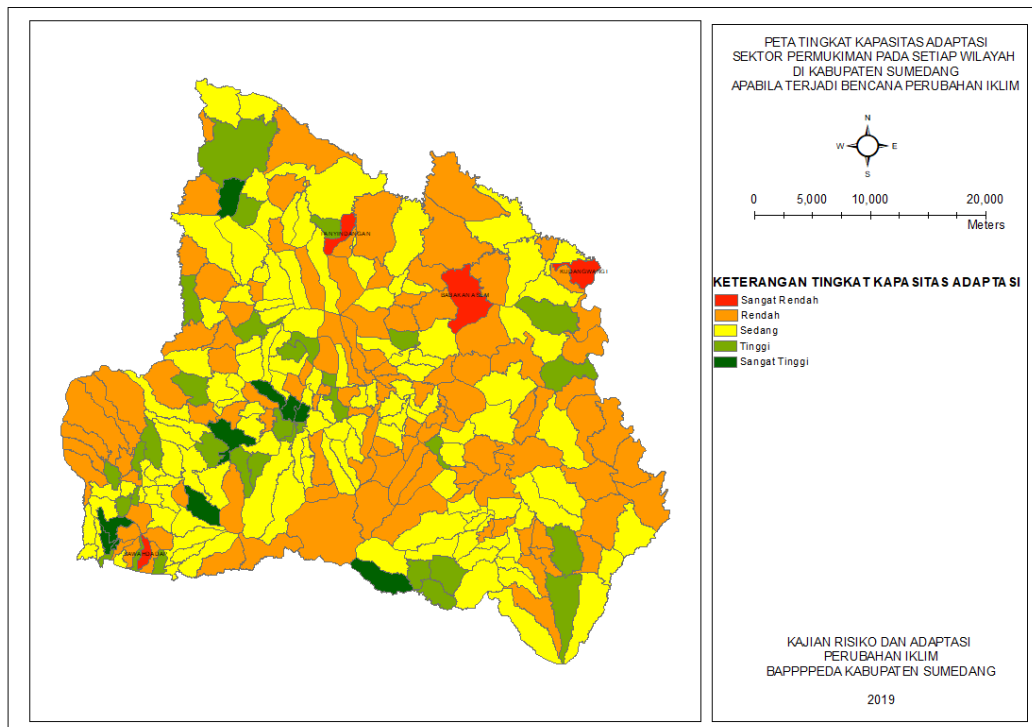 PETA TINGKAT KAPASITAS ADAPTASI
SEKTOR PERMUKIMAN PADA SETIAP WILAYAH
DI KABUPATEN SUMEDANG
APABILA TERJADI BENCANA PERUBAHAN IKLIM
N
W E
S
0 5,000 10,000 20,000
Meters
KETERANGAN TINGKAT KAPASITAS ADAPTASI
Sangat Rendah
Rendah
Sedang
Tinggi
Sangat Tinggi
KAJIAN RISIKO DAN ADAPTASI
PERUBAHAN IKLIM
BAPPPPEDA KABUPATEN SUMEDANG
2019